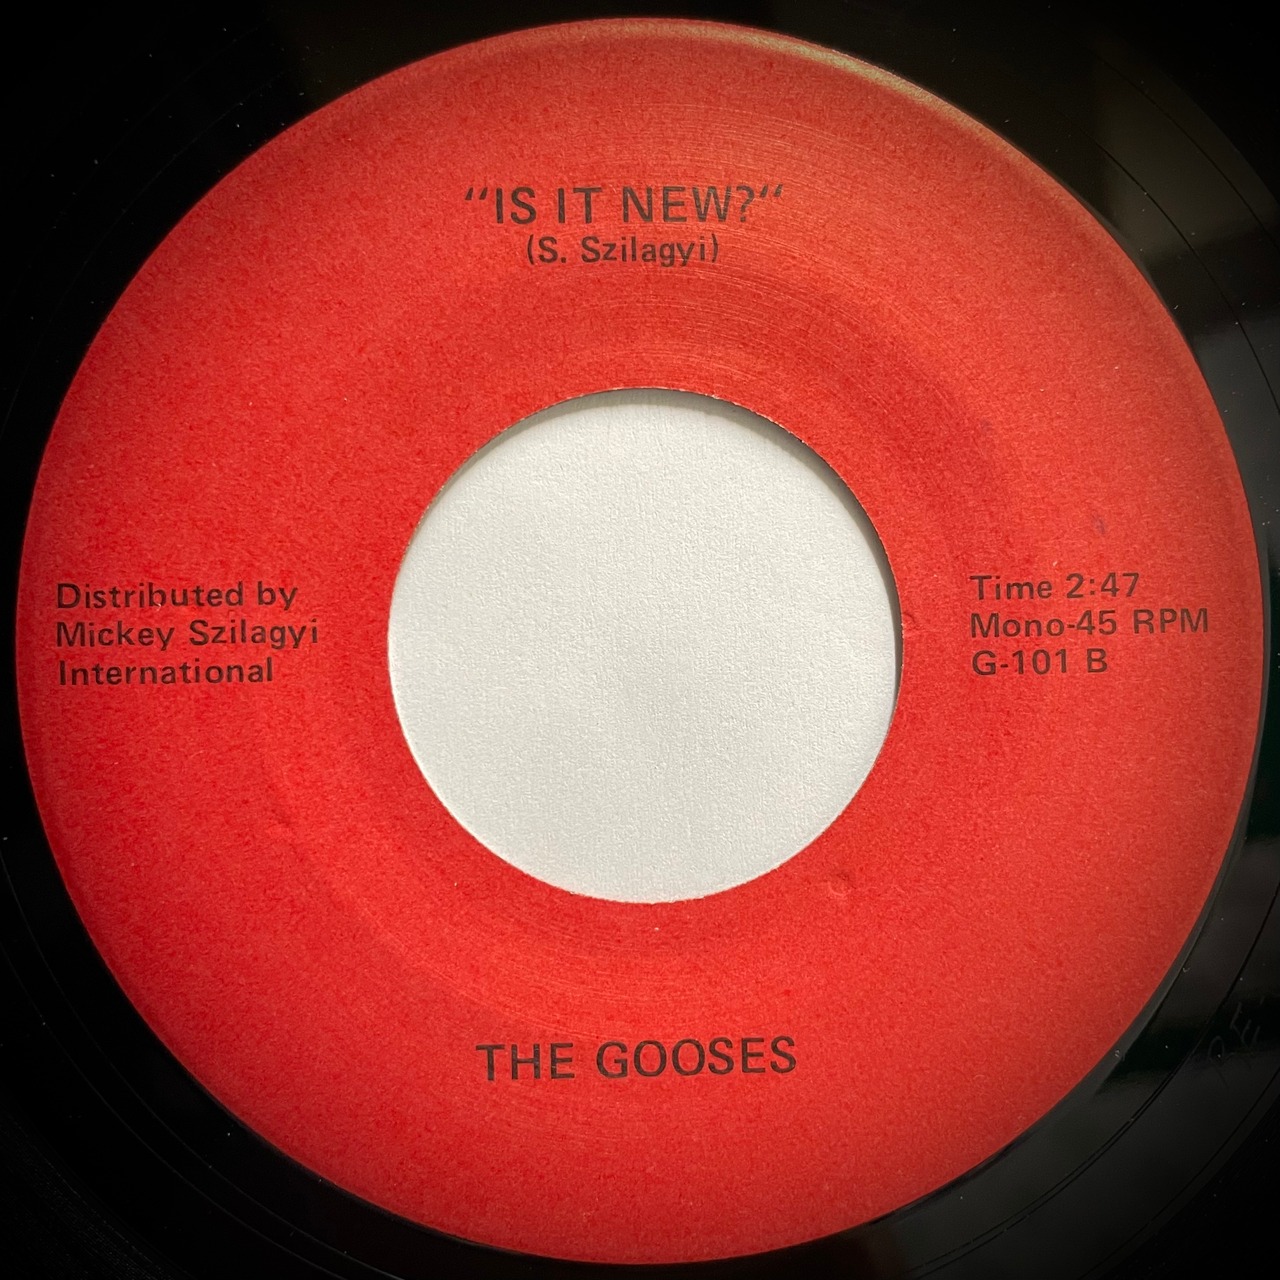 “IS IT NEW?“
(S. Szilagyi)
Distributed by
Mickey Szilagyi
International
Time 2:47
Mono-45 RPM
G-101 B
THE GOOSES